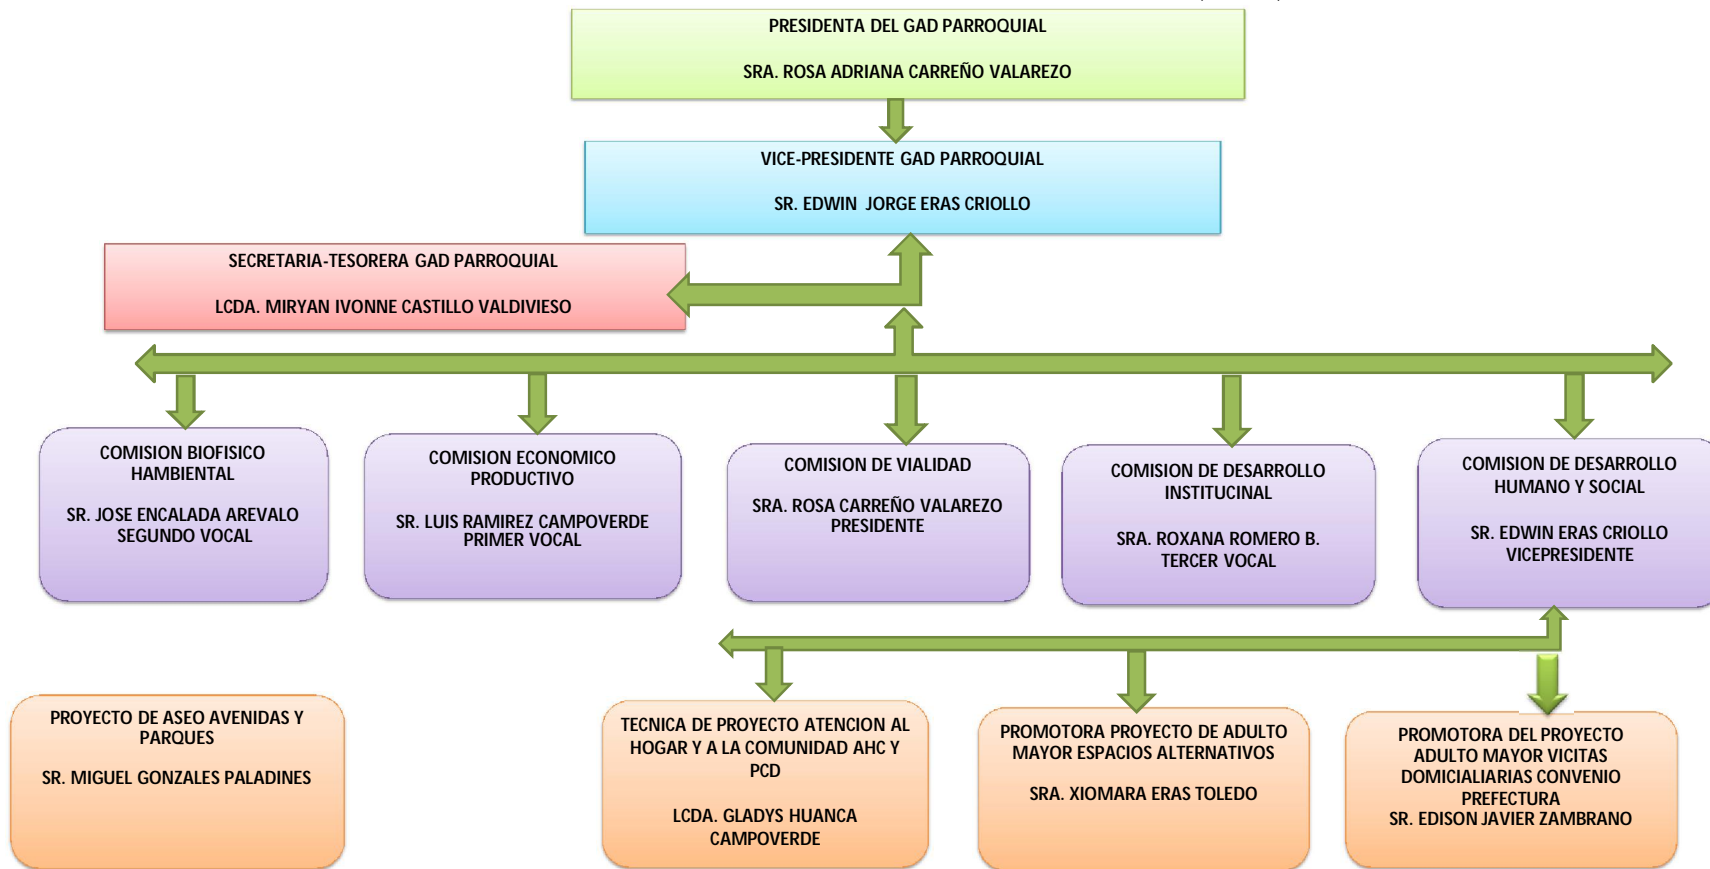 PRESIDENTA DEL GAD PARROQUIAL
SRA. ROSA ADRIANA CARREÑO VALAREZO
VICE-PRESIDENTE GAD PARROQUIAL
SR. EDWIN JORGE ERAS CRIOLLO
SECRETARIA-TESORERA GAD PARROQUIAL
LCDA. MIRYAN IVONNE CASTILLO VALDIVIESO
COMISION BIOFISICO
HAMBIENTAL
SR. JOSE ENCALADA AREVALO
SEGUNDO VOCAL
COMISION ECONOMICO
PRODUCTIVO
SR. LUIS RAMIREZ CAMPOVERDE
PRIMER VOCAL
COMISION DE VIALIDAD
SRA. ROSA CARREÑO VALAREZO
PRESIDENTE
COMISION DE DESARROLLO
INSTITUCINAL
SRA. ROXANA ROMERO B.
TERCER VOCAL
COMISION DE DESARROLLO
HUMANO Y SOCIAL
SR. EDWIN ERAS CRIOLLO
VICEPRESIDENTE
PROYECTO DE ASEO AVENIDAS Y
PARQUES
SR. MIGUEL GONZALES PALADINES
TECNICA DE PROYECTO ATENCION AL
HOGAR Y A LA COMUNIDAD AHC Y
PCD
LCDA. GLADYS HUANCA
CAMPOVERDE
PROMOTORA PROYECTO DE ADULTO
MAYOR ESPACIOS ALTERNATIVOS
SRA. XIOMARA ERAS TOLEDO
PROMOTORA DEL PROYECTO
ADULTO MAYOR VICITAS
DOMICIALIARIAS CONVENIO
PREFECTURA
SR. EDISON JAVIER ZAMBRANO